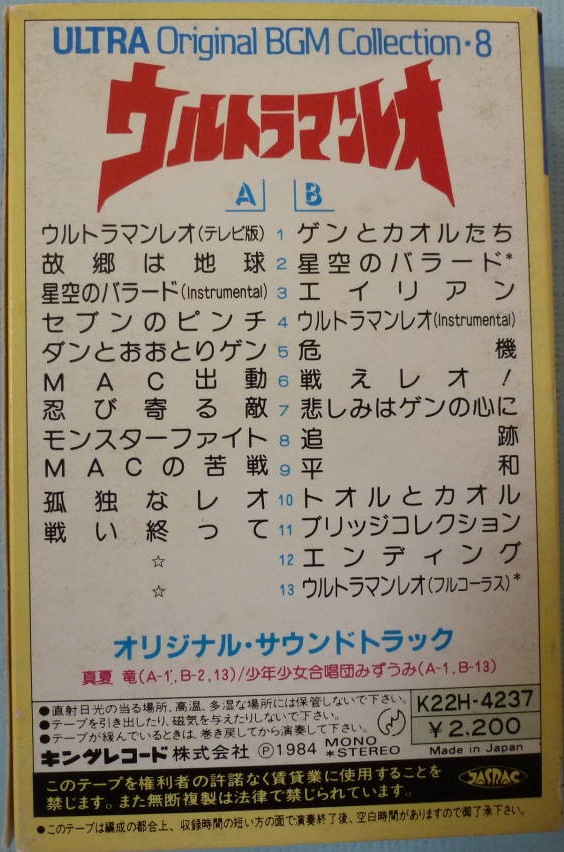 ULTRA Original BGM Collection・8
ウルトラマンレオ
A B
ウルトラマンレオ(テレビ版) 1 ゲンとカオルたち
故郷は地球 2 星空のバラード*
星空のバラード(Instrumental) 3 エイリアン
セブンのピンチ 4 ウルトラマンレオ(Instrumental)
ダンとおおとりゲン 5 危機
MAC出動 6 戦えレオ!
忍び寄る敵 7 悲しみはゲンの心に
モンスターファイト 8 追跡
MACの苦戦 9 平和
孤独なレオ 10 トオルとカオル
戦い終って 11 ブリッジコレクション
☆ 12 エンディング
☆ 13 ウルトラマンレオ(フルコーラス)*
オリジナル・サウンドトラック
真夏 竜(A-1, B-2, 13)/少年少女合唱団みずうみ(A-1, B-13)
●直射日光の当る場所、高温、多湿な場所には保管しないで下さい。
●テープを引き出したり、磁気を与えたりしないで下さい。
●テープが緩んでいるときは、巻き戻してから演奏して下さい。
キングレコード株式会社 Ⓟ1984 MONO *STEREO
K22H-4237
¥2,200
Made in Japan
このテープを権利者の許諾なく賃貸業に使用することを
禁じます。また無断複製は法律で禁じられています。
JASRAC
●このテープは編成の都合上、収録時間の短い方の面で演奏終了後、空白時間がありますので御了承下さい。